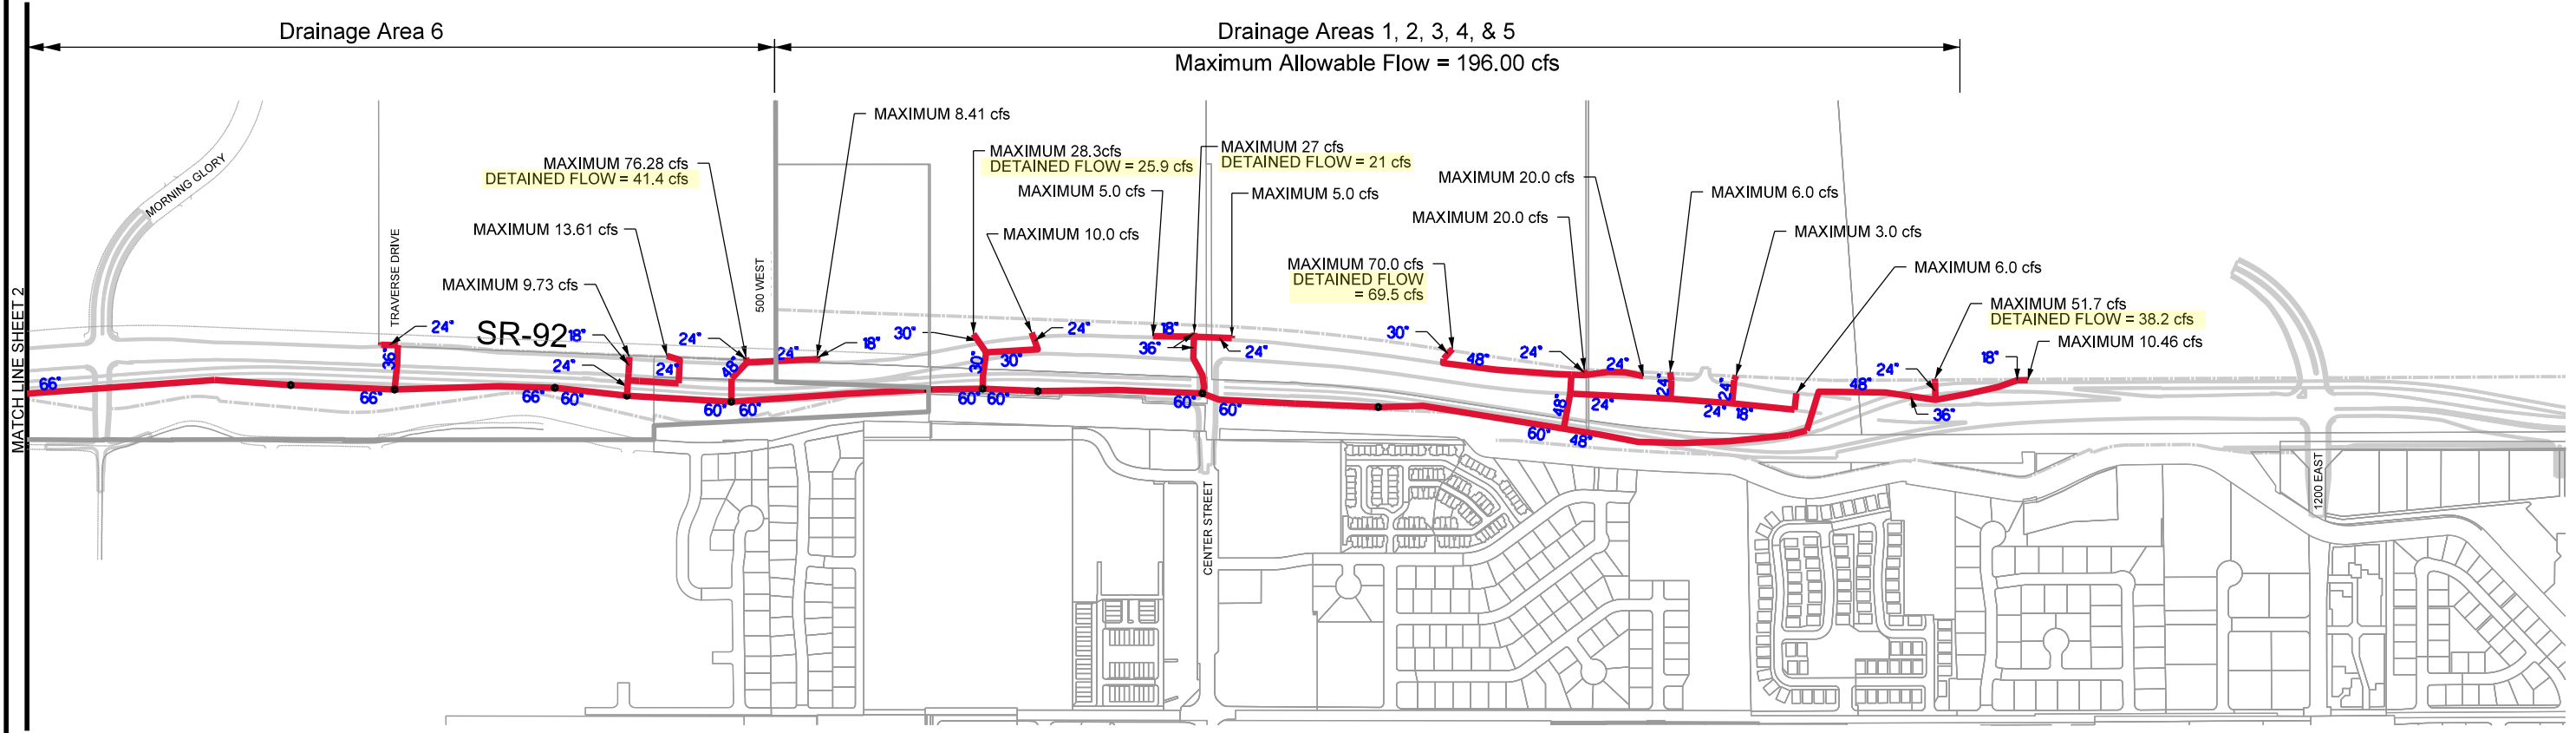 Drainage Area 6
Drainage Areas 1, 2, 3, 4, & 5
Maximum Allowable Flow = 196.00 cfs
MATCH LINE SHEET 2
MORNING GLORY
TRAVERSE DRIVE
SR-92
500 WEST
CENTER STREET
1200 EAST
MAXIMUM 8.41 cfs
MAXIMUM 76.28 cfs
DETAINED FLOW = 41.4 cfs
MAXIMUM 13.61 cfs
MAXIMUM 9.73 cfs
MAXIMUM 28.3cfs
DETAINED FLOW = 25.9 cfs
MAXIMUM 5.0 cfs
MAXIMUM 10.0 cfs
MAXIMUM 27 cfs
DETAINED FLOW = 21 cfs
MAXIMUM 5.0 cfs
MAXIMUM 20.0 cfs
MAXIMUM 20.0 cfs
MAXIMUM 70.0 cfs
DETAINED FLOW
= 69.5 cfs
MAXIMUM 6.0 cfs
MAXIMUM 3.0 cfs
MAXIMUM 6.0 cfs
MAXIMUM 51.7 cfs
DETAINED FLOW = 38.2 cfs
MAXIMUM 10.46 cfs
66"
24"
36"
66"
66"
60"
18"
24"
24"
24"
48"
24"
18"
60"
60"
30"
30"
30"
24"
60"
60"
18"
36"
24"
60"
60"
30"
48"
24"
24"
48"
24"
60"
48"
24"
24"
24"
18"
48"
24"
36"
18"